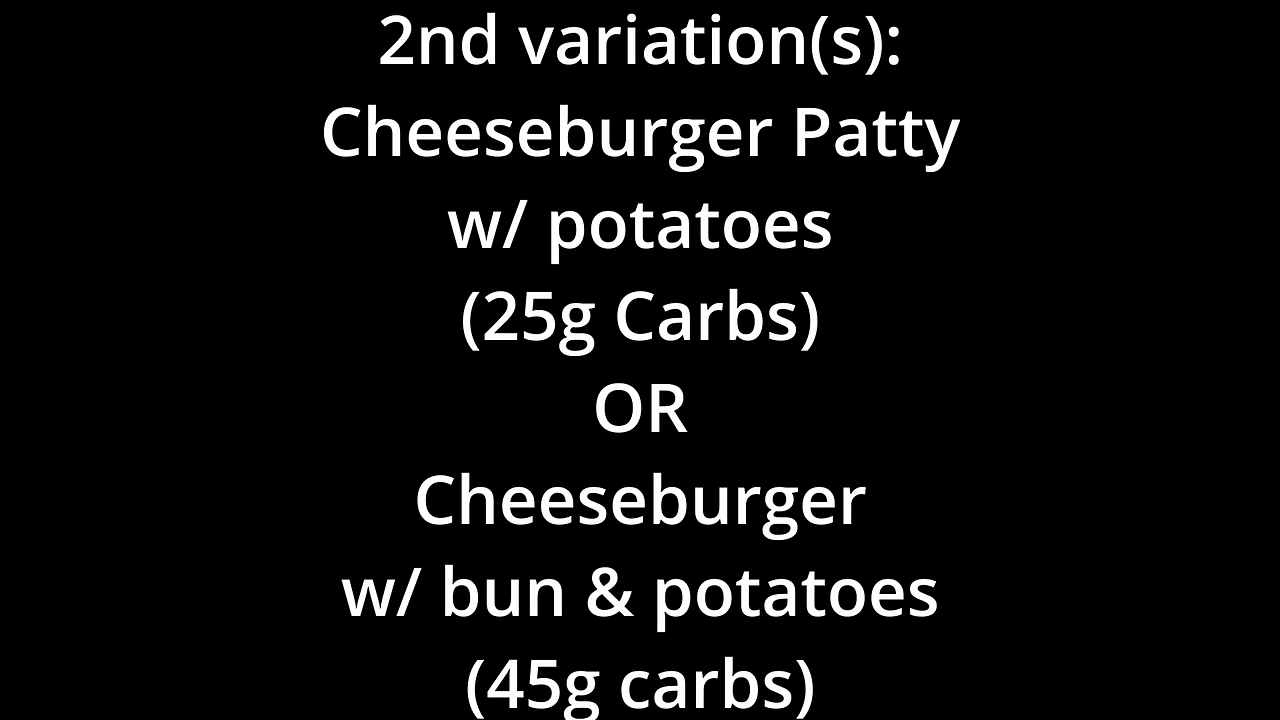 2nd variation(s):
Cheeseburger Patty
w/ potatoes
(25g Carbs)
OR
Cheeseburger
w/ bun & potatoes
(45g carbs)